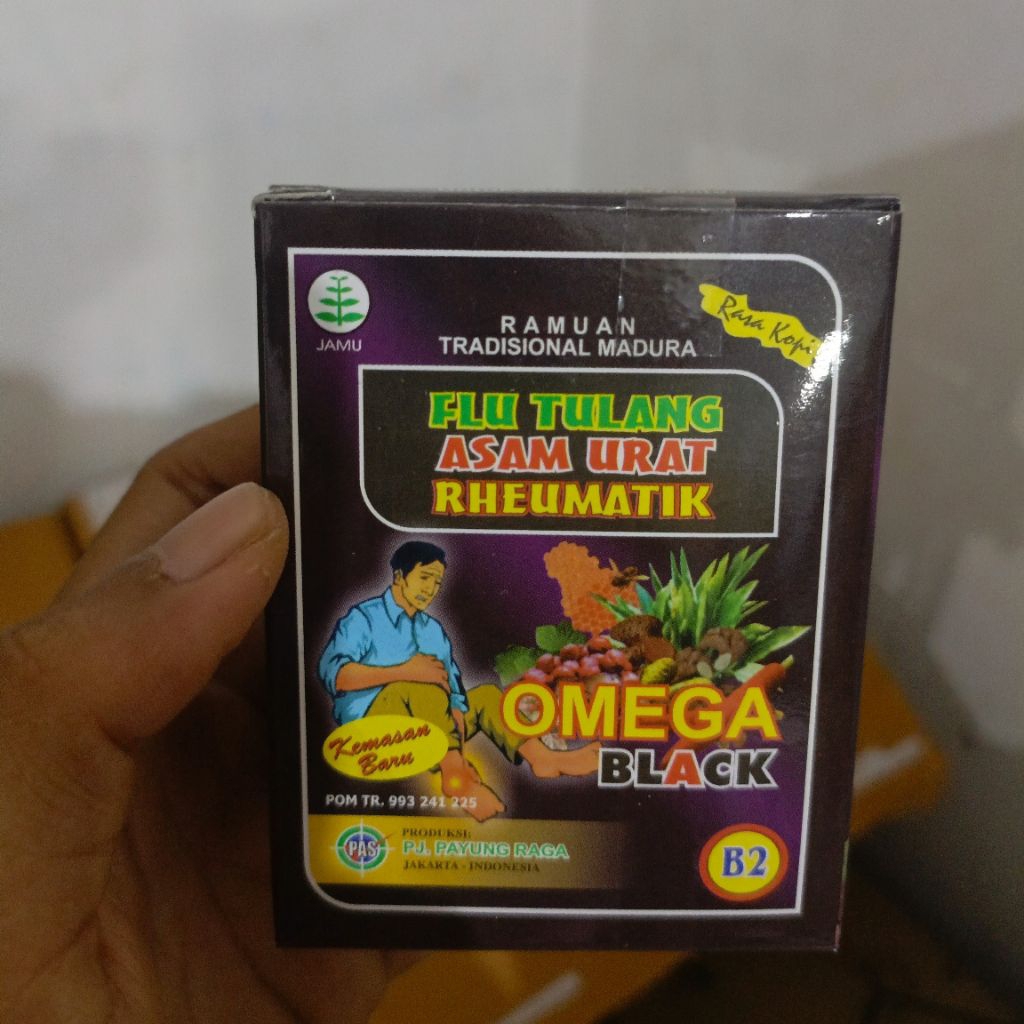 JAMU
RAMUAN
TRADISIONAL MADURA
Rasa Kopi
FLU TULANG
ASAM URAT
RHEUMATIK
OMEGA
BLACK
Kemasan
Baru
POM TR. 993 241 225
PAS
PRODUKSI:
PJ. PAYUNG RAGA
JAKARTA - INDONESIA
B2